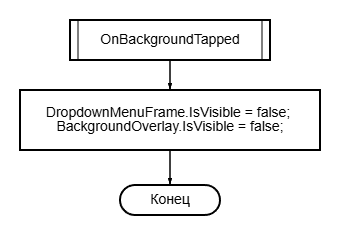 OnBackgroundTapped
DropdownMenuFrame.IsVisible = false;
BackgroundOverlay.IsVisible = false;
Конец